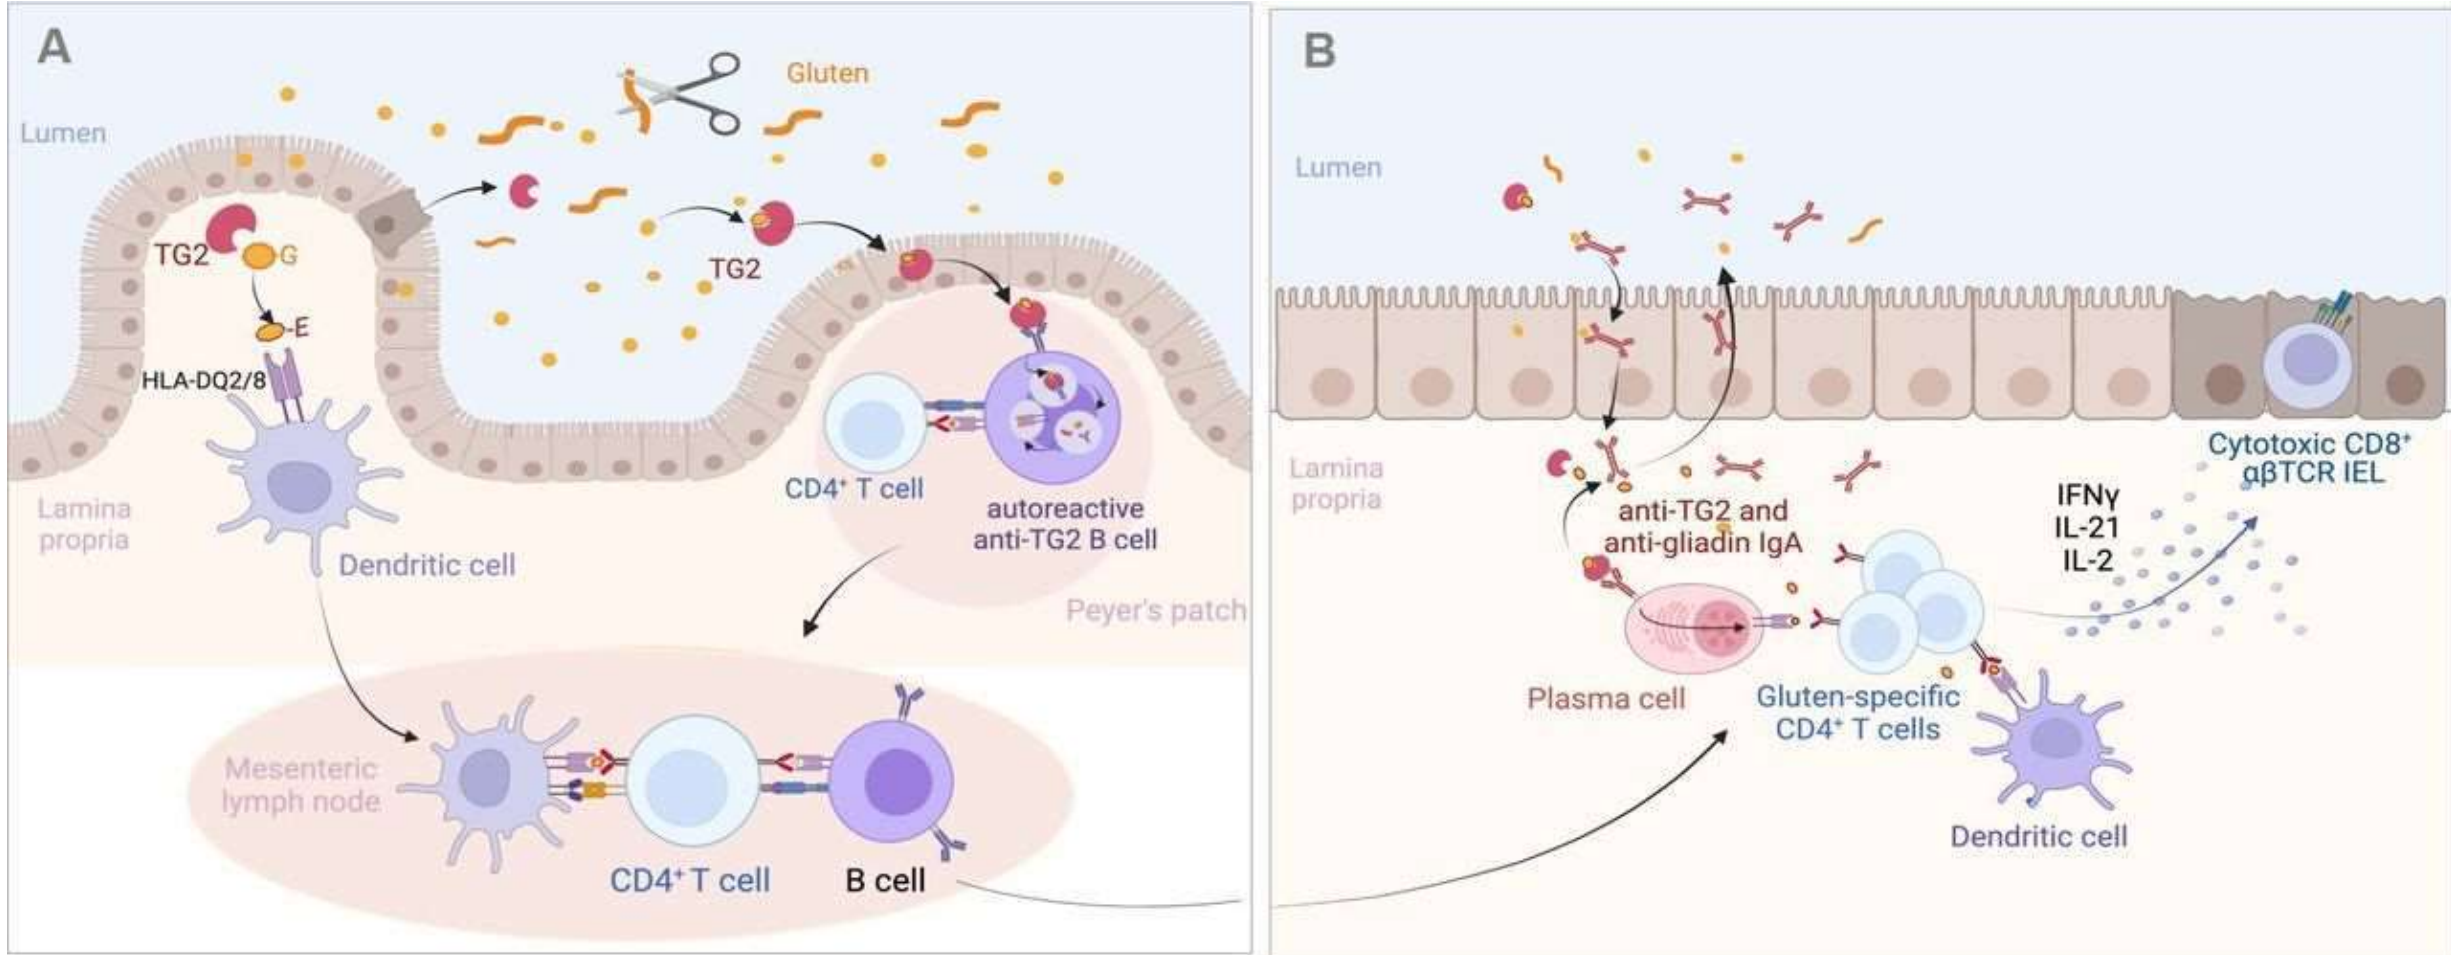 A
Gluten
Lumen
TG2
G
TG2
-E
HLA-DQ2/8
CD4⁺ T cell
autoreactive
anti-TG2 B cell
Lamina
propria
Dendritic cell
Peyer's patch
Mesenteric
lymph node
CD4⁺ T cell
B cell
B
Lumen
Lamina
propria
Cytotoxic CD8⁺
αβTCR IEL
IFNγ
IL-21
IL-2
anti-TG2 and
anti-gliadin IgA
Plasma cell
Gluten-specific
CD4⁺ T cells
Dendritic cell